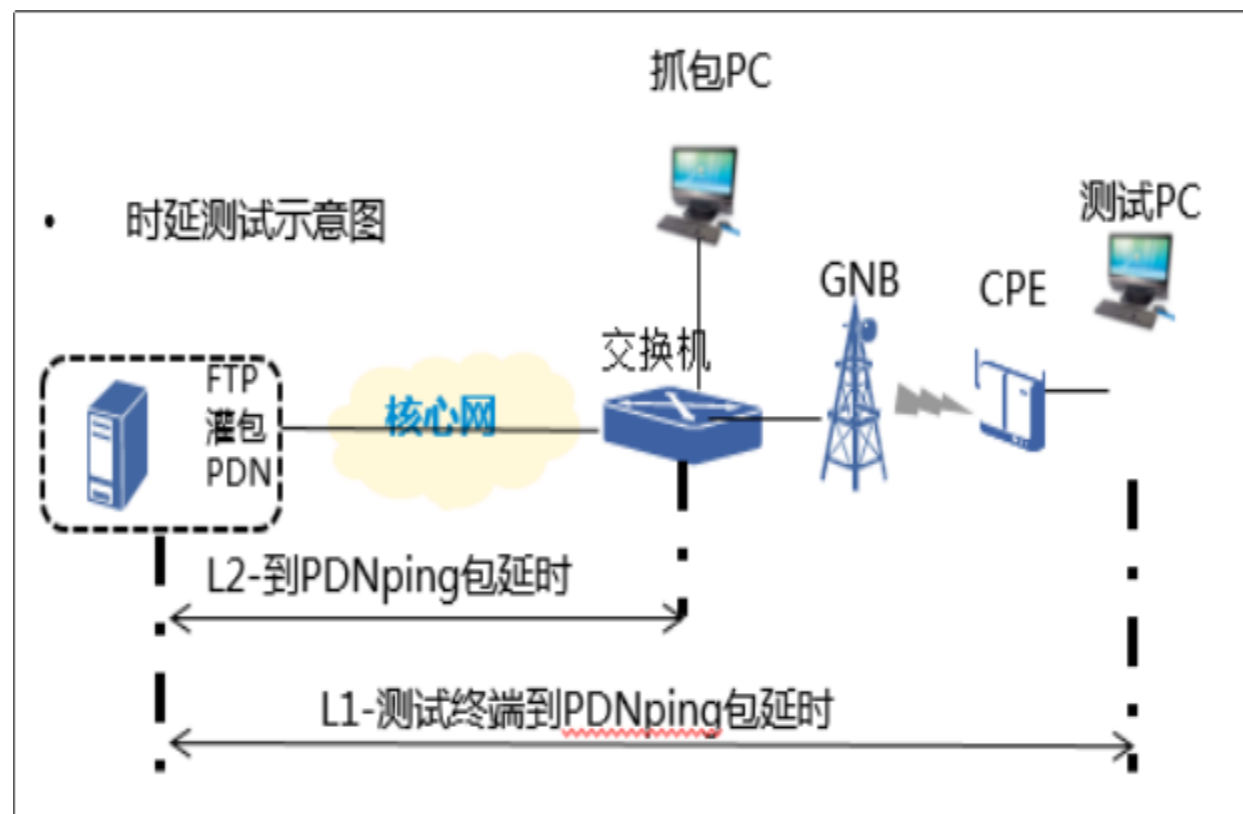 抓包PC
测试PC
• 时延测试示意图
GNB
CPE
交换机
FTP
灌包
PDN
核心网
L2-到PDNping包延时
L1-测试终端到PDNping包延时